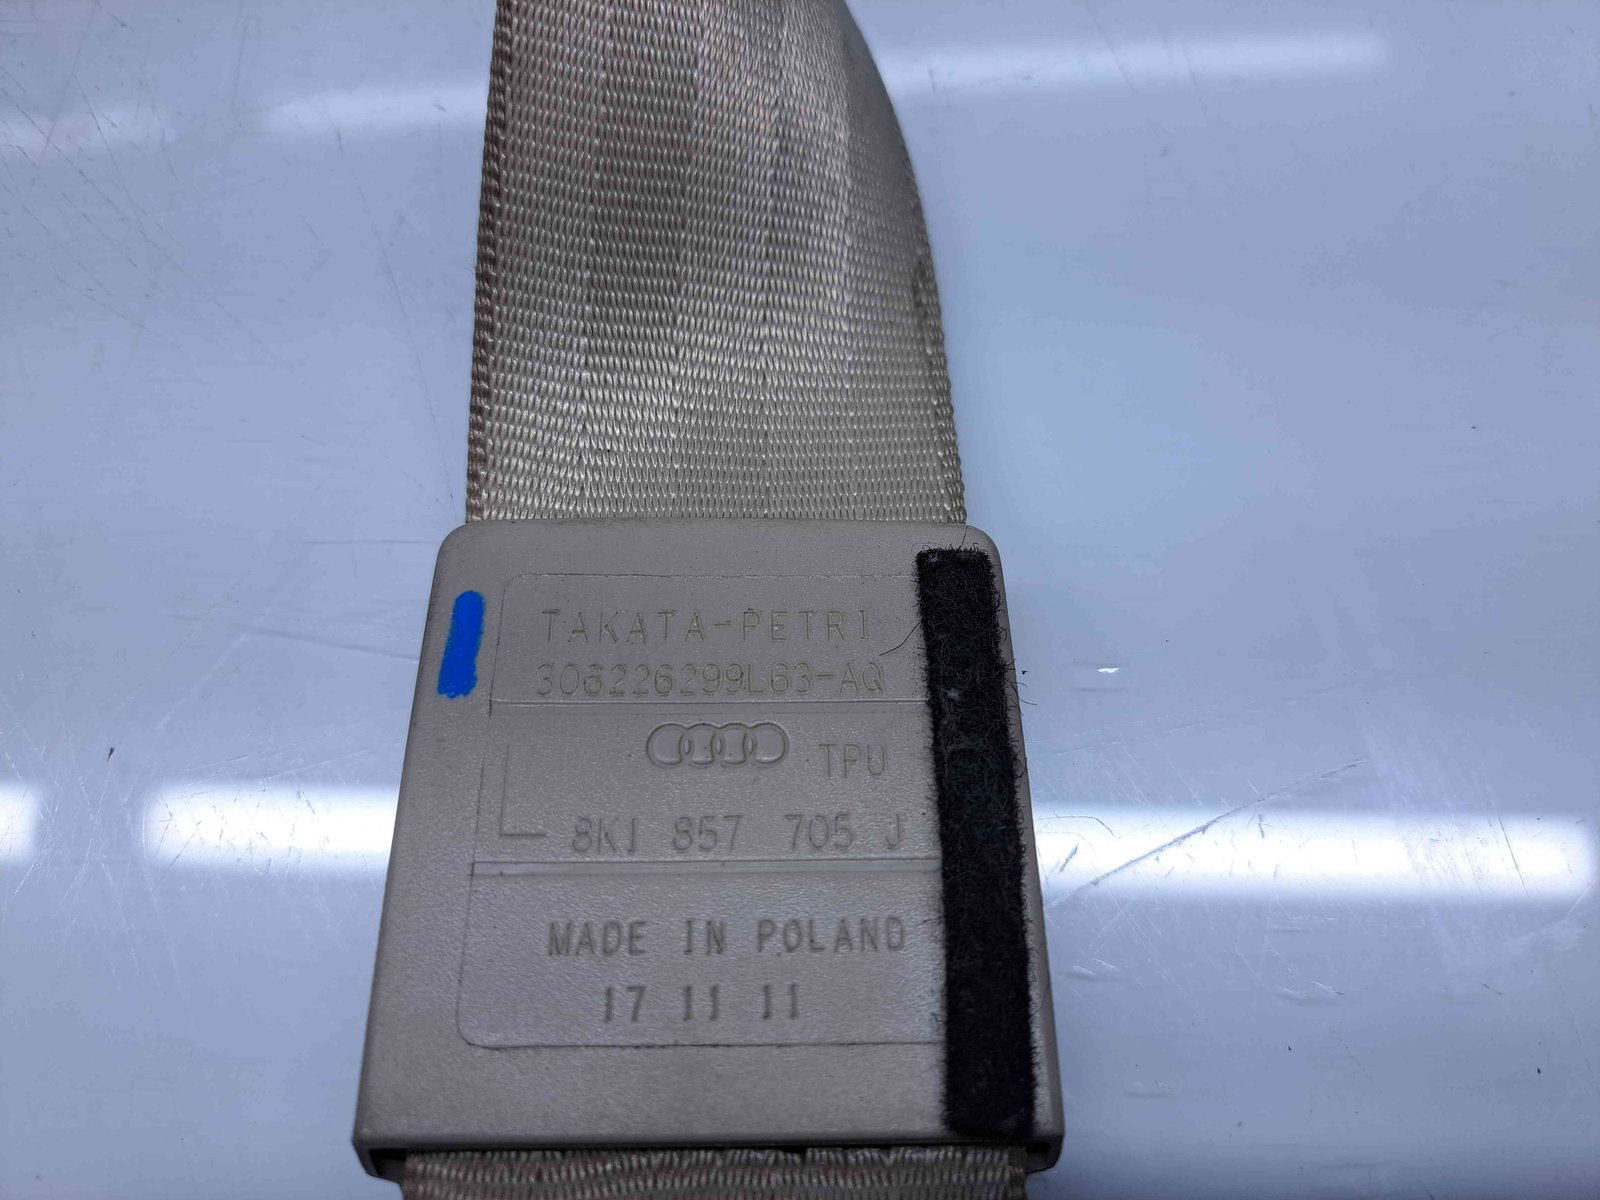 TAKATA-PETRI
306226299L63-AQ
TPU
8K1 857 705 J
MADE IN POLAND
17 11 11